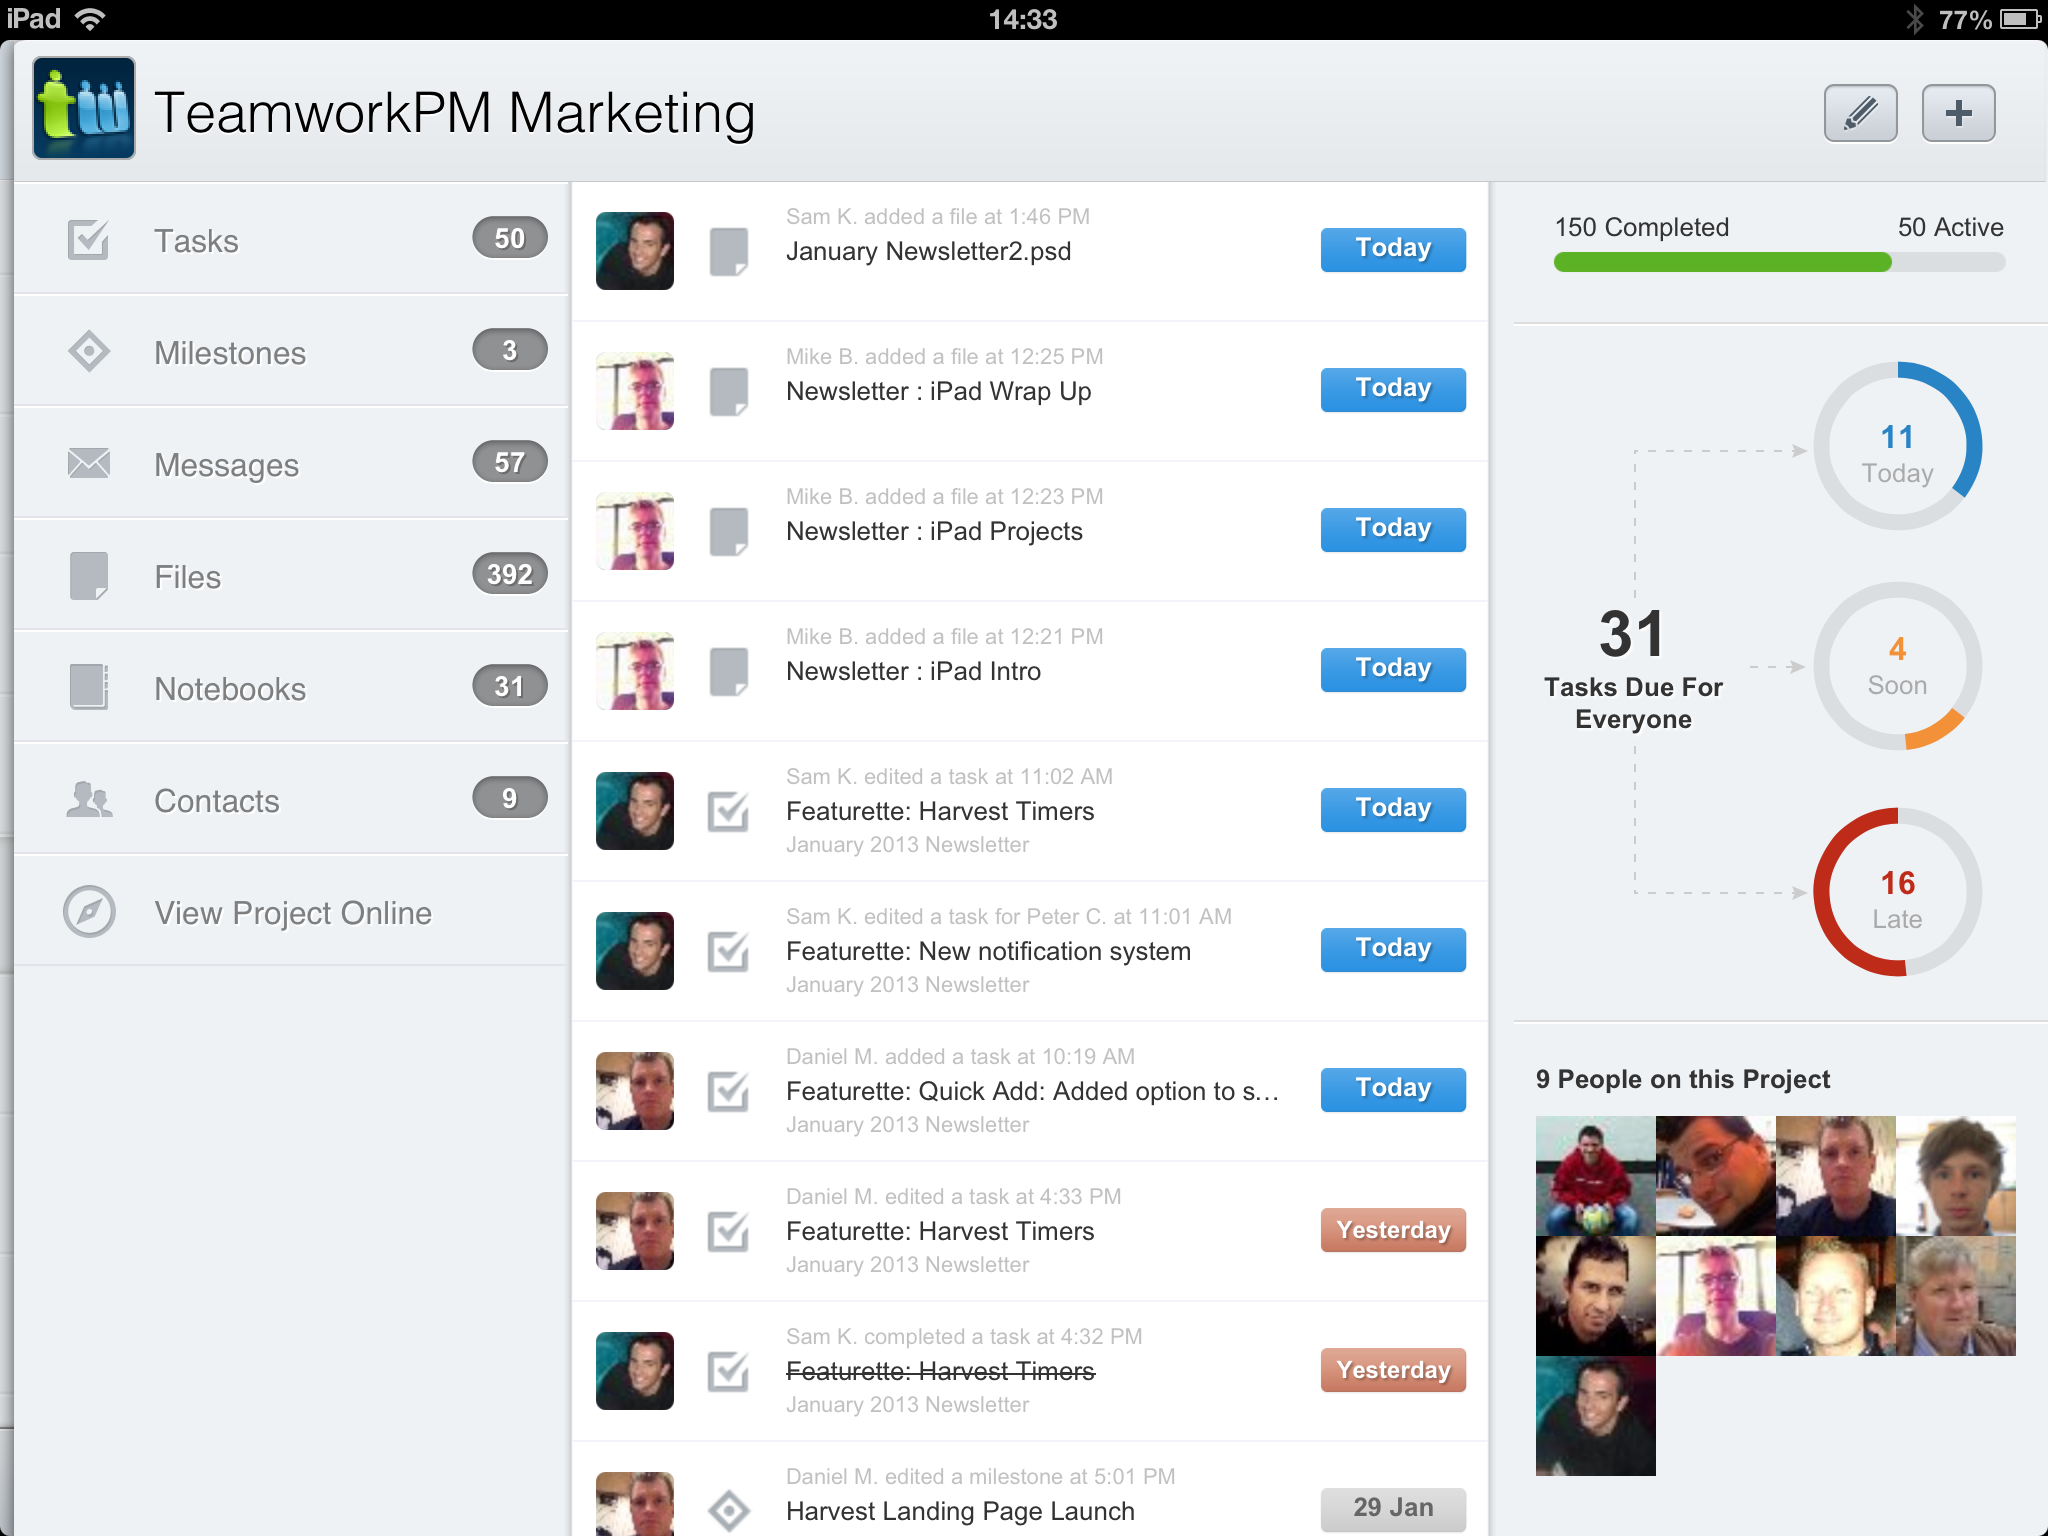 iPad
14:33
77%
tw
TeamworkPM Marketing
Tasks
50
Milestones
3
Messages
57
Files
392
Notebooks
31
Contacts
9
View Project Online
Sam K. added a file at 1:46 PM
January Newsletter2.psd
Today
Mike B. added a file at 12:25 PM
Newsletter : iPad Wrap Up
Today
Mike B. added a file at 12:23 PM
Newsletter : iPad Projects
Today
Mike B. added a file at 12:21 PM
Newsletter : iPad Intro
Today
Sam K. edited a task at 11:02 AM
Featurette: Harvest Timers
January 2013 Newsletter
Today
Sam K. edited a task for Peter C. at 11:01 AM
Featurette: New notification system
January 2013 Newsletter
Today
Daniel M. added a task at 10:19 AM
Featurette: Quick Add: Added option to s…
January 2013 Newsletter
Today
Daniel M. edited a task at 4:33 PM
Featurette: Harvest Timers
January 2013 Newsletter
Yesterday
Sam K. completed a task at 4:32 PM
Featurette: Harvest Timers
January 2013 Newsletter
Yesterday
Daniel M. edited a milestone at 5:01 PM
Harvest Landing Page Launch
29 Jan
150 Completed
50 Active
11
Today
31
Tasks Due For
Everyone
4
Soon
16
Late
9 People on this Project